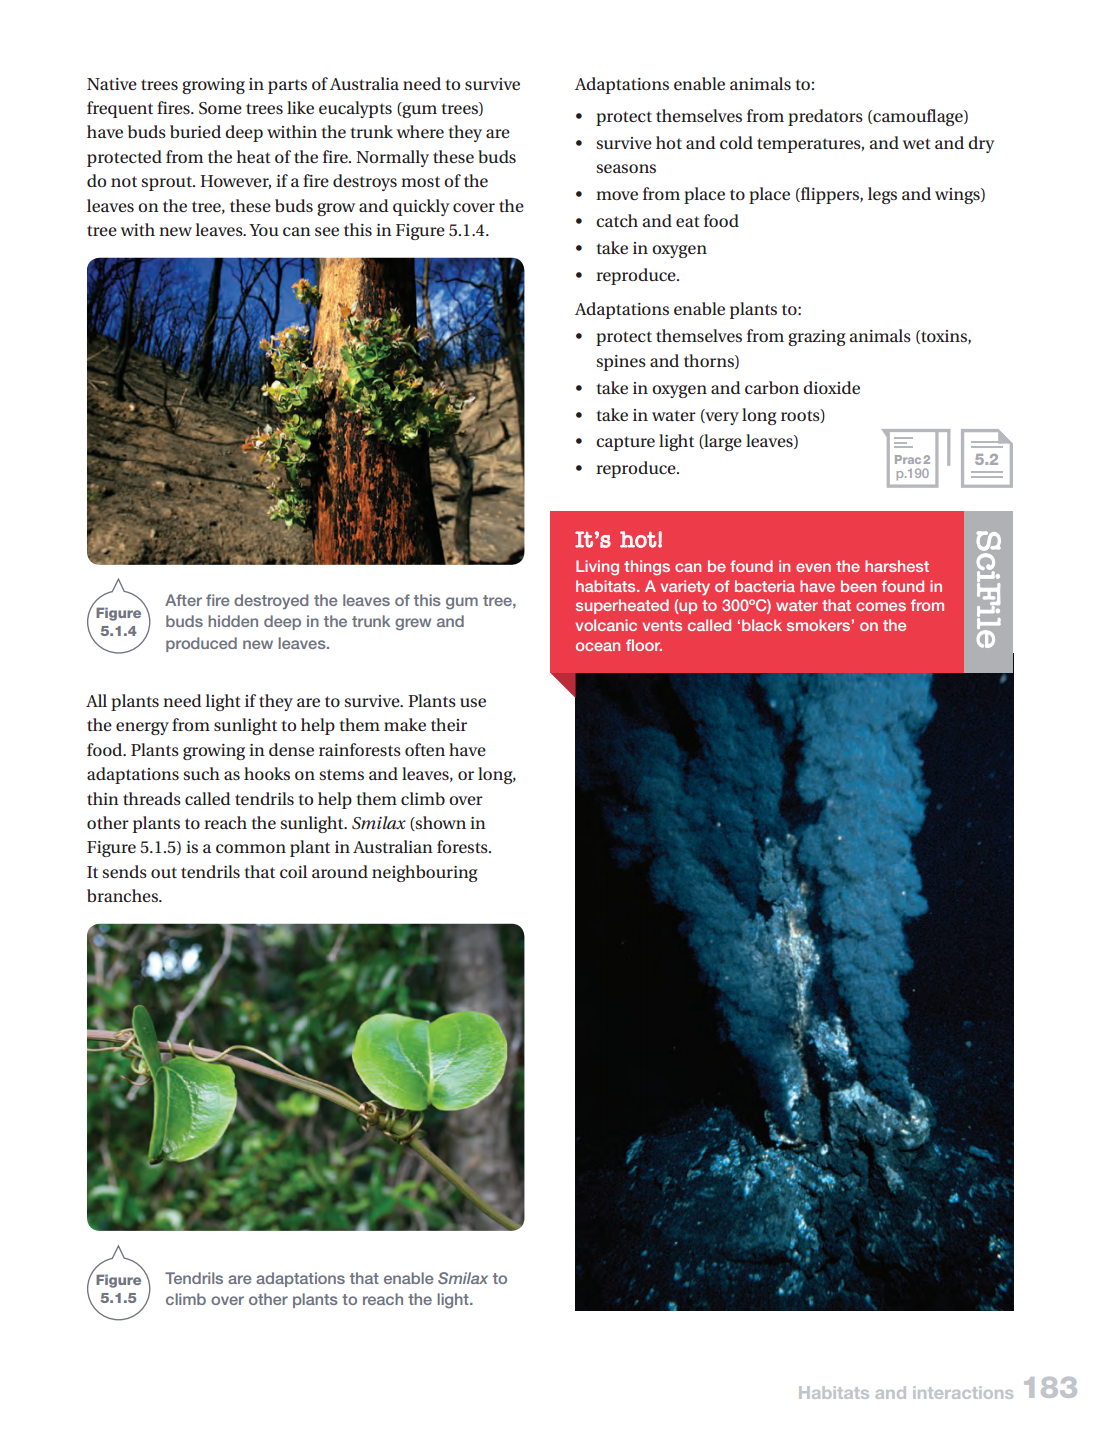 Native trees growing in parts of Australia need to survive
frequent fires. Some trees like eucalypts (gum trees)
have buds buried deep within the trunk where they are
protected from the heat of the fire. Normally these buds
do not sprout. However, if a fire destroys most of the
leaves on the tree, these buds grow and quickly cover the
tree with new leaves. You can see this in Figure 5.1.4.
Figure
5.1.4
After fire destroyed the leaves of this gum tree,
buds hidden deep in the trunk grew and
produced new leaves.
All plants need light if they are to survive. Plants use
the energy from sunlight to help them make their
food. Plants growing in dense rainforests often have
adaptations such as hooks on stems and leaves, or long,
thin threads called tendrils to help them climb over
other plants to reach the sunlight. Smilax (shown in
Figure 5.1.5) is a common plant in Australian forests.
It sends out tendrils that coil around neighbouring
branches.
Figure
5.1.5
Tendrils are adaptations that enable Smilax to
climb over other plants to reach the light.
Adaptations enable animals to:
• protect themselves from predators (camouflage)
• survive hot and cold temperatures, and wet and dry
seasons
• move from place to place (flippers, legs and wings)
• catch and eat food
• take in oxygen
• reproduce.
Adaptations enable plants to:
• protect themselves from grazing animals (toxins,
spines and thorns)
• take in oxygen and carbon dioxide
• take in water (very long roots)
• capture light (large leaves)
• reproduce.
Prac 2
p.190
5.2
It's hot!
Living things can be found in even the harshest
habitats. A variety of bacteria have been found in
superheated (up to 300ºC) water that comes from
volcanic vents called ‘black smokers’ on the
ocean floor.
SciFile
Habitats and interactions 183